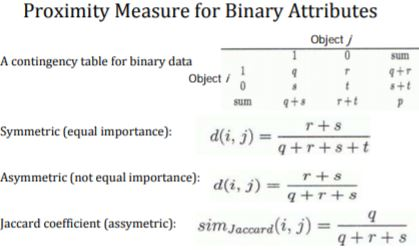 Proximity Measure for Binary Attributes
Object j
A contingency table for binary data
1 0 sum
Object i 1 q r q+r
0 s t s+t
sum q+s r+t p
Symmetric (equal importance): d(i, j) = (r + s) / (q + r + s + t)
Asymmetric (not equal importance): d(i, j) = (r + s) / (q + r + s)
Jaccard coefficient (assymetric): sim_Jaccard(i, j) = q / (q + r + s)